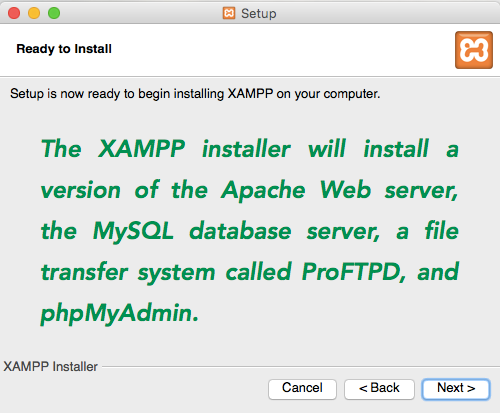 Setup
Ready to Install
Setup is now ready to begin installing XAMPP on your computer.
The XAMPP installer will install a
version of the Apache Web server,
the MySQL database server, a file
transfer system called ProFTPD, and
phpMyAdmin.
XAMPP Installer
Cancel
< Back
Next >